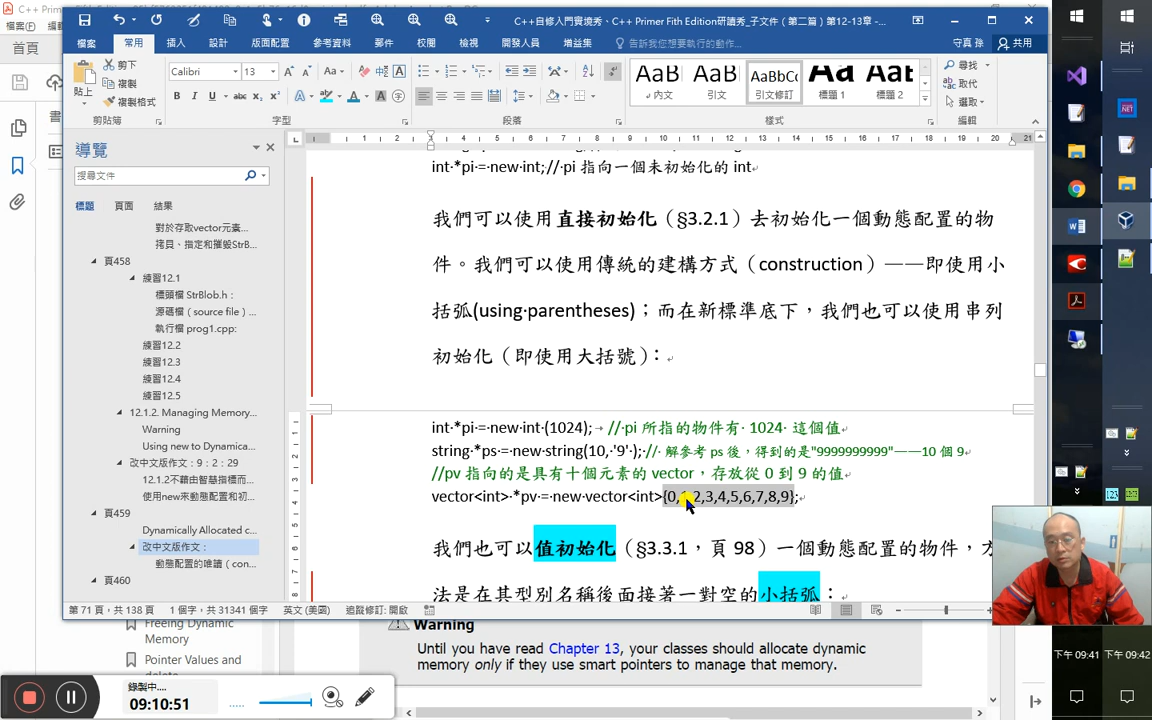 C++自修入門實境秀、C++ Primer Fifth Edition研讀秀_子文件（第二篇）第12-13章 -...
檔案 常用 插入 設計 版面配置 參考資料 郵件 校閱 檢視 開發人員 增益集 告訴我您想要執行的動作... 守真 孫 共用
首頁
貼上
剪下
複製
複製格式
剪貼簿
Calibri 13
字型
段落
AaBbC AaBb( AaBbCc AaB AaB
內文 引文 引文修訂 標題 1 標題 2
樣式
尋找
取代
選取
編輯
導覽
搜尋文件
標題 頁面 結果
對於存取vector元素...
拷貝、指定和摧毀StrB...
頁458
練習12.1
標頭檔 StrBlob.h：
源碼檔（source file）...
執行檔 prog1.cpp:
練習12.2
練習12.3
練習12.4
練習12.5
12.1.2. Managing Memory...
Warning
Using new to Dynamica...
改中文版作文：9：2：29
12.1.2不藉由智慧指標而...
使用new來動態配置和初...
頁459
Dynamically Allocated c...
改中文版作文：
動態配置的唯讀（con...
頁460
int *pi = new int;// pi 指向一個未初始化的 int
我們可以使用直接初始化（§3.2.1）去初始化一個動態配置的物
件。我們可以使用傳統的建構方式（construction）——即使用小
括弧(using parentheses)；而在新標準底下，我們也可以使用串列
初始化（即使用大括號）：
int *pi = new int (1024); // pi 所指的物件有 1024 這個值
string *ps = new string(10, '9' ); // 解參考 ps 後，得到的是"9999999999"——10 個 9
//pv 指向的是具有十個元素的 vector，存放從 0 到 9 的值
vector<int> *pv = new vector<int>{0,1,2,3,4,5,6,7,8,9};
我們也可以值初始化（§3.3.1，頁 98）一個動態配置的物件，方
法是在其型別名稱後面接著一對空的小括弧：
第 71 頁，共 138 頁 1 個字，共 31341 個字 英文 (美國) 追蹤修訂: 開啟
Freeing Dynamic
Memory
Pointer Values and
Warning
Until you have read Chapter 13, your classes should allocate dynamic
memory only if they use smart pointers to manage that memory.
錄製中....
09:10:51
下午 09:41 下午 09:42